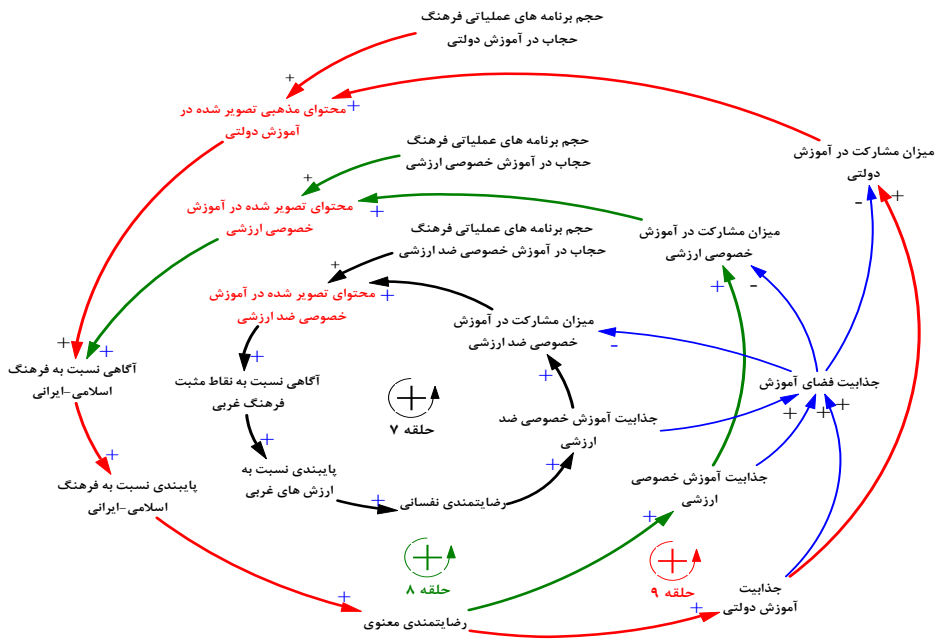 حجم برنامه های عملیاتی فرهنگ
حجاب در آموزش دولتی
محتوای مذهبی تصویر شده در
آموزش دولتی
حجم برنامه های عملیاتی فرهنگ
حجاب در آموزش خصوصی ارزشی
میزان مشارکت در آموزش
دولتی
محتوای تصویر شده در آموزش
خصوصی ارزشی
حجم برنامه های عملیاتی فرهنگ
حجاب در آموزش خصوصی ضد ارزشی
میزان مشارکت در آموزش
خصوصی ارزشی
محتوای تصویر شده در آموزش
خصوصی ضد ارزشی
میزان مشارکت در آموزش
خصوصی ضد ارزشی
آگاهی نسبت به فرهنگ
اسلامی-ایرانی
آگاهی نسبت به نقاط مثبت
فرهنگ غربی
جذابیت فضای آموزش
حلقه ۷
جذابیت آموزش خصوصی ضد
ارزشی
پایبندی نسبت به
ارزش های غربی
پایبندی نسبت به فرهنگ
اسلامی-ایرانی
رضایتمندی نفسانی
جذابیت آموزش خصوصی
ارزشی
حلقه ۸
حلقه ۹
جذابیت
آموزش دولتی
رضایتمندی معنوی